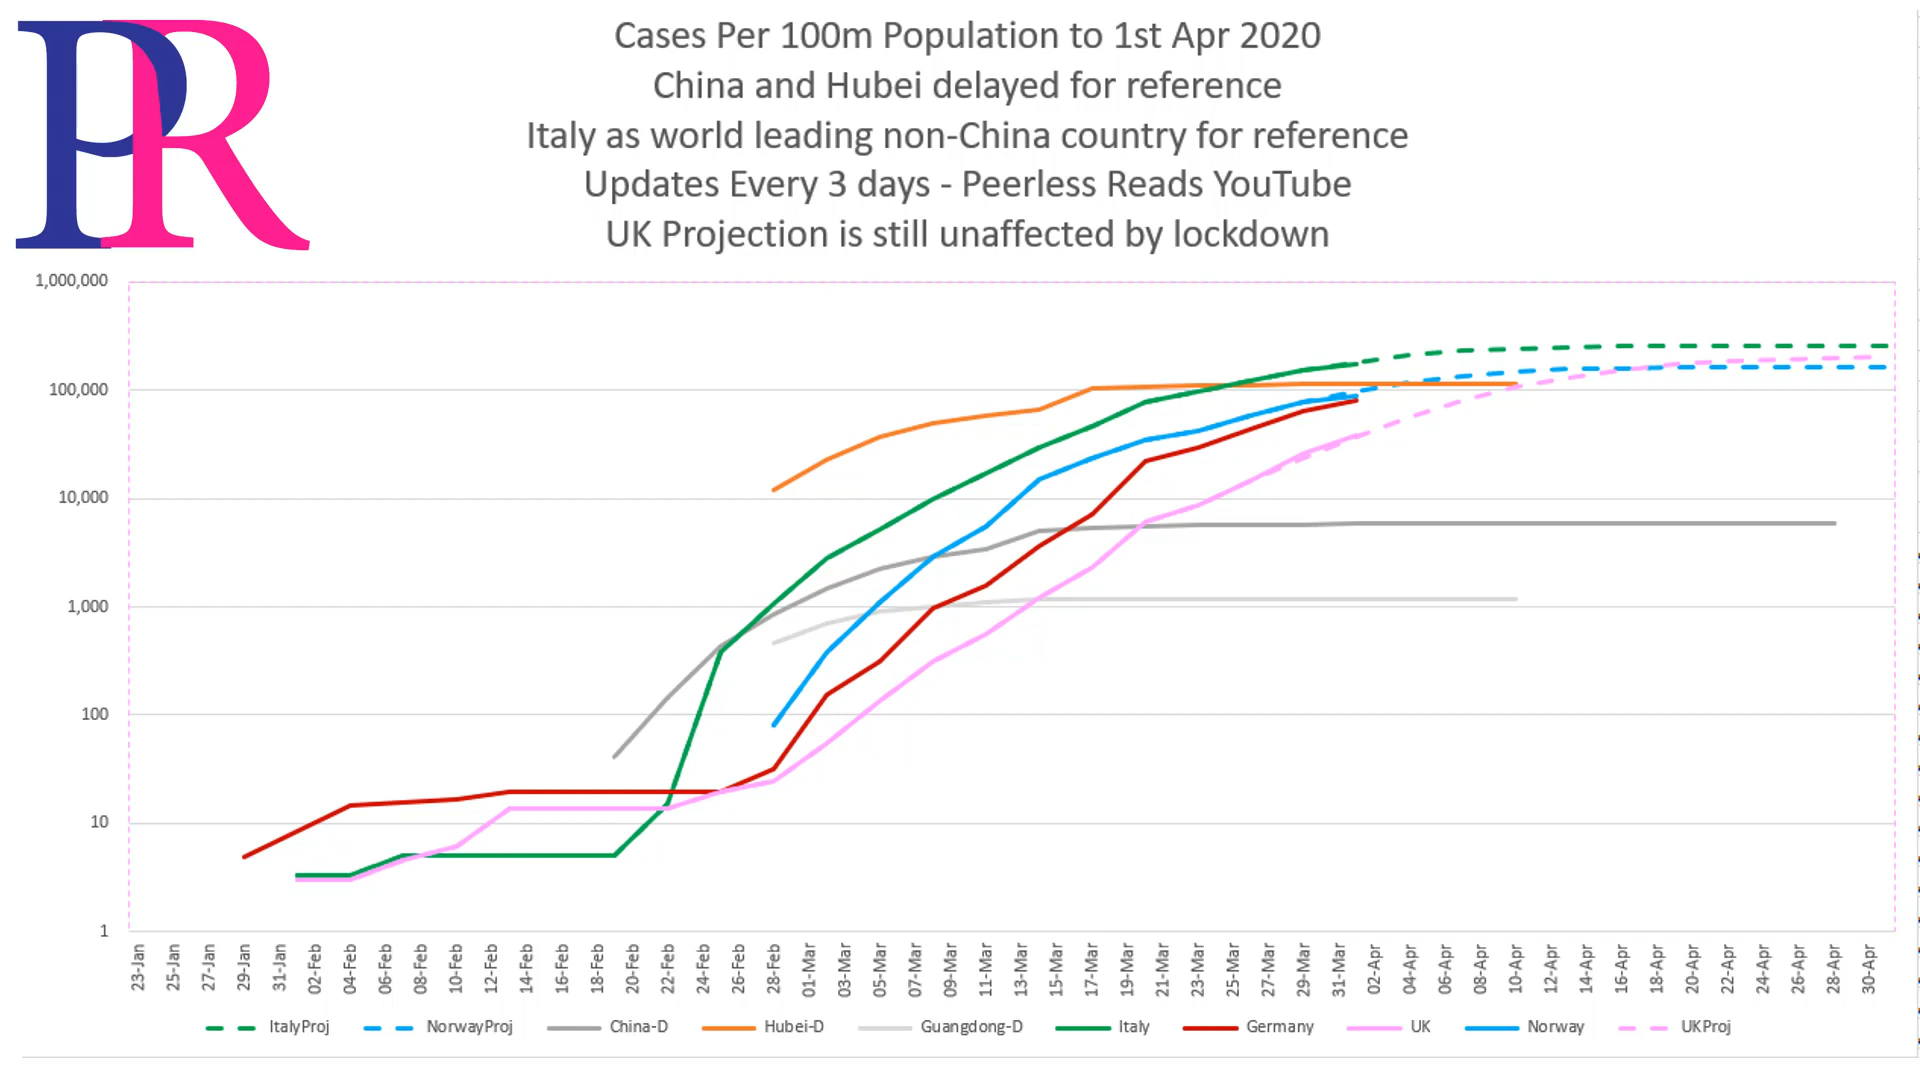 PR
Cases Per 100m Population to 1st Apr 2020
China and Hubei delayed for reference
Italy as world leading non-China country for reference
Updates Every 3 days - Peerless Reads YouTube
UK Projection is still unaffected by lockdown
1,000,000
100,000
10,000
1,000
100
10
1
23-Jan 25-Jan 27-Jan 29-Jan 31-Jan 02-Feb 04-Feb 06-Feb 08-Feb 10-Feb 12-Feb 14-Feb 16-Feb 18-Feb 20-Feb 22-Feb 24-Feb 26-Feb 28-Feb 01-Mar 03-Mar 05-Mar 07-Mar 09-Mar 11-Mar 13-Mar 15-Mar 17-Mar 19-Mar 21-Mar 23-Mar 25-Mar 27-Mar 29-Mar 31-Mar 02-Apr 04-Apr 06-Apr 08-Apr 10-Apr 12-Apr 14-Apr 16-Apr 18-Apr 20-Apr 22-Apr 24-Apr 26-Apr 28-Apr 30-Apr
ItalyProj NorwayProj China-D Hubei-D Guangdong-D Italy Germany UK Norway UKProj